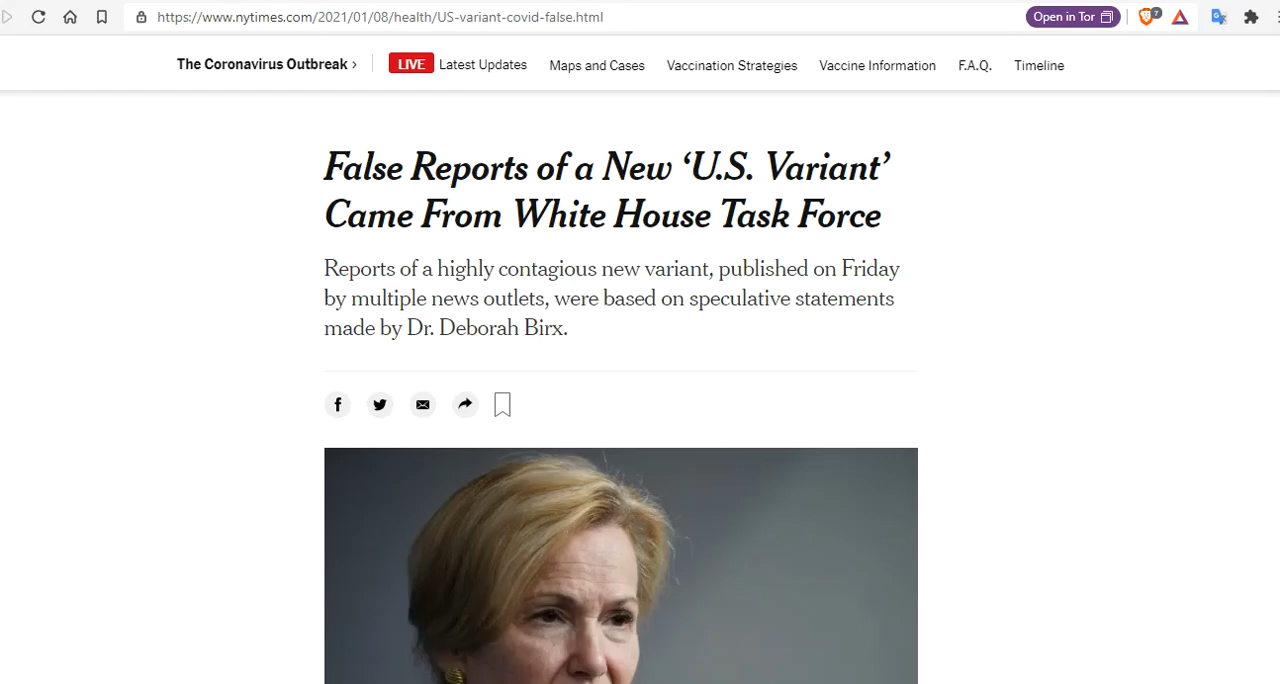 https://www.nytimes.com/2021/01/08/health/US-variant-covid-false.html Open in Tor 7
The Coronavirus Outbreak › LIVE Latest Updates Maps and Cases Vaccination Strategies Vaccine Information F.A.Q. Timeline
False Reports of a New ‘U.S. Variant’
Came From White House Task Force
Reports of a highly contagious new variant, published on Friday
by multiple news outlets, were based on speculative statements
made by Dr. Deborah Birx.